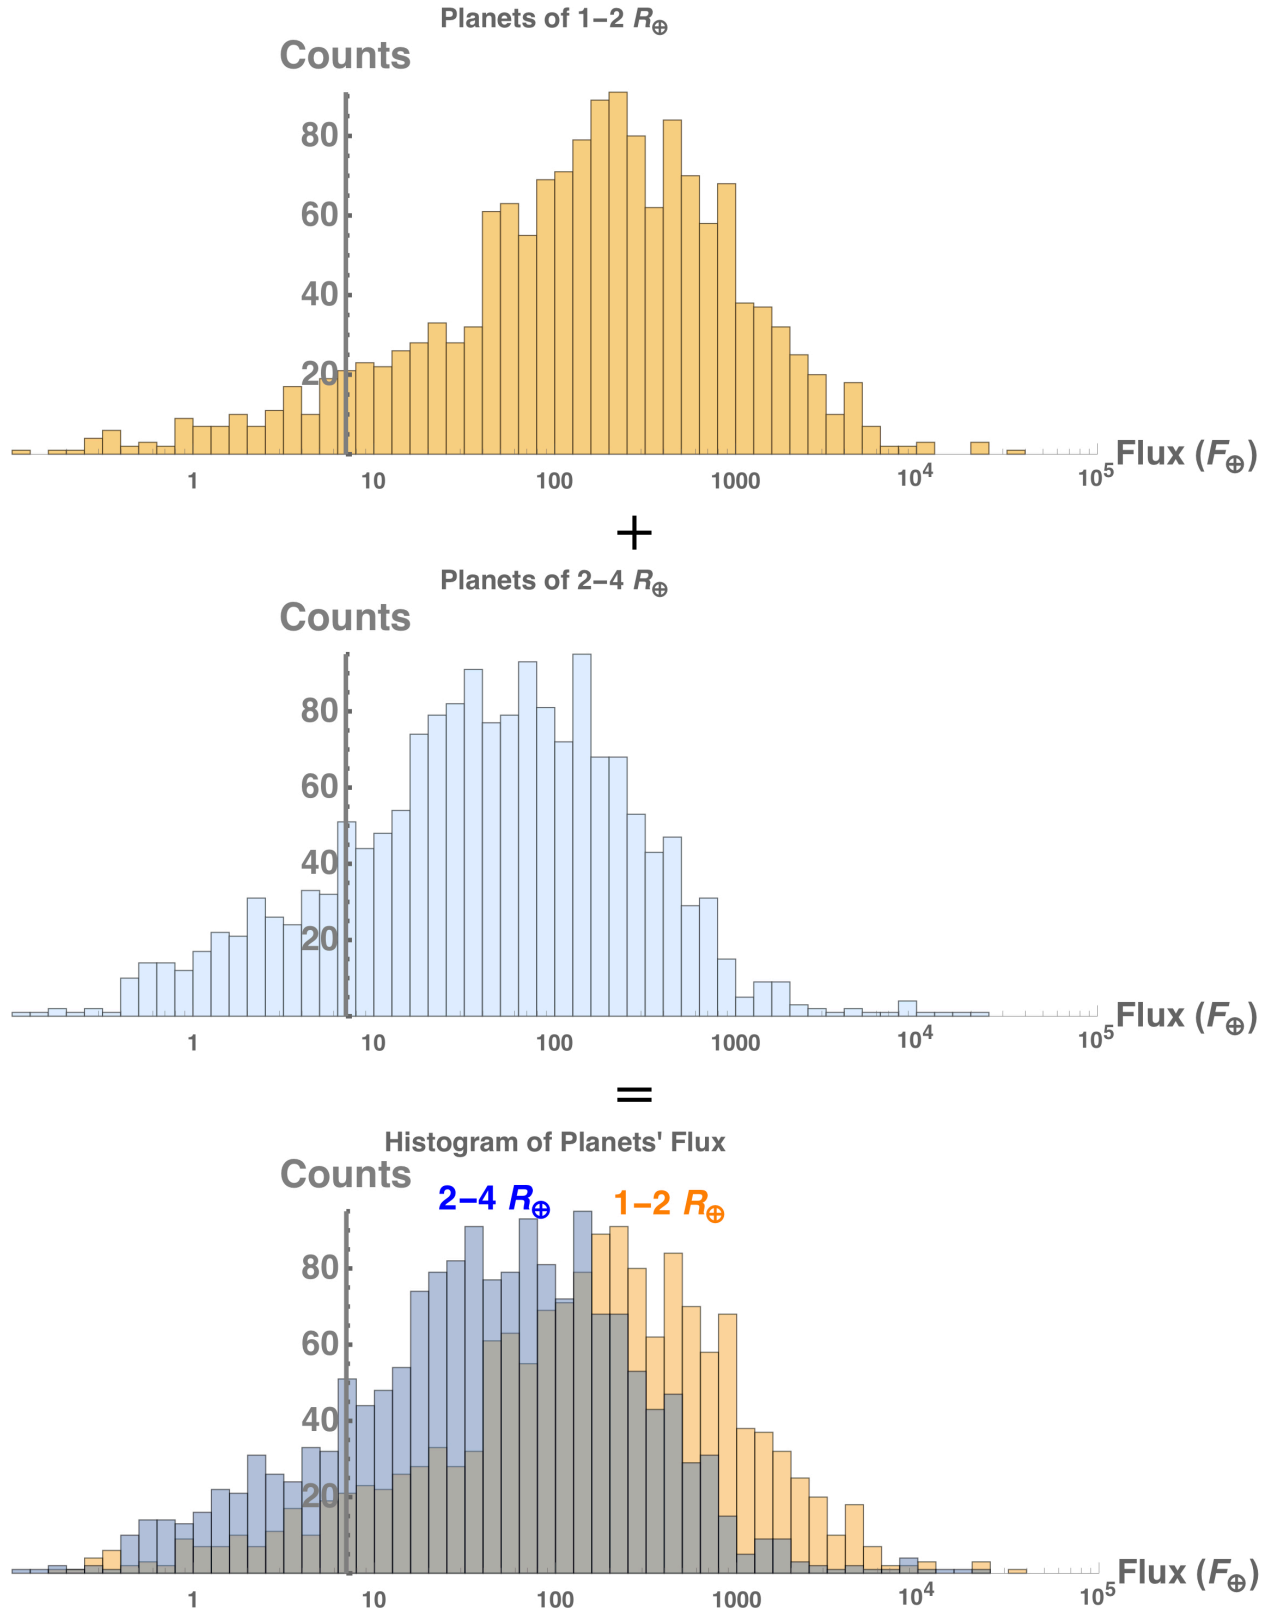 Planets of 1–2 R⊕
Counts
80
60
40
20
1 10 100 1000 10⁴ 10⁵ Flux (F⊕)
+
Planets of 2–4 R⊕
Counts
80
60
40
20
1 10 100 1000 10⁴ 10⁵ Flux (F⊕)
=
Histogram of Planets' Flux
Counts
2–4 R⊕ 1–2 R⊕
80
60
40
20
1 10 100 1000 10⁴ 10⁵ Flux (F⊕)